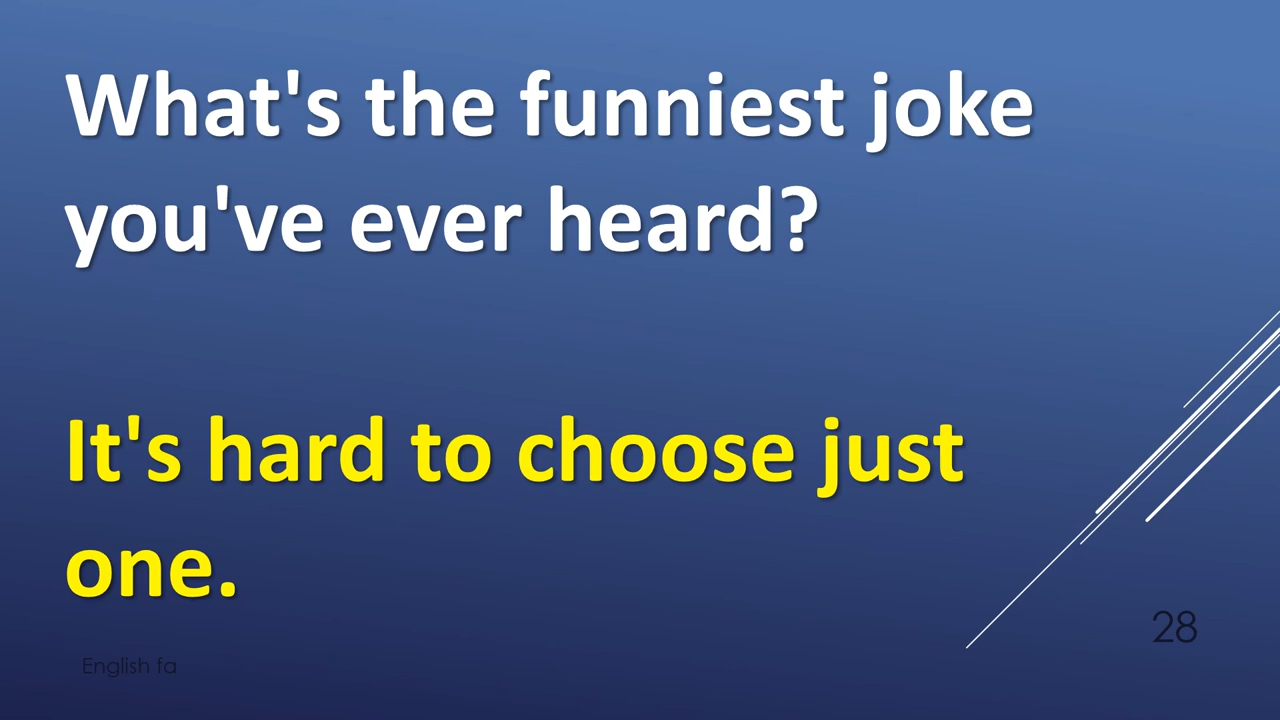 What's the funniest joke
you've ever heard?
It's hard to choose just
one.
28
English fa